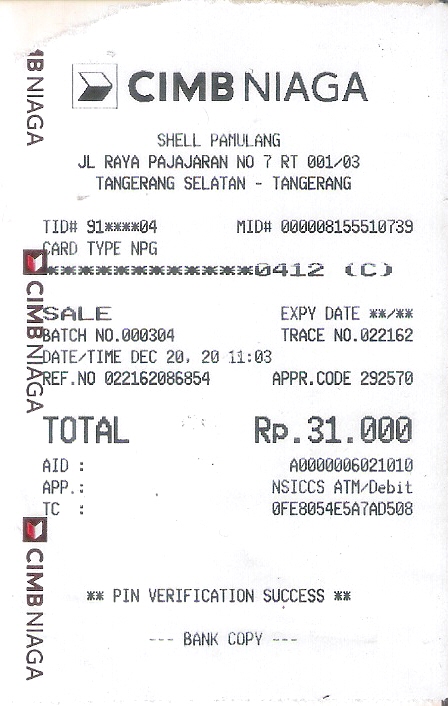 CIMB NIAGA
SHELL PAMULANG
JL RAYA PAJAJARAN NO 7 RT 001/03
TANGERANG SELATAN - TANGERANG
TID# 91****04 MID# 000008155510739
CARD TYPE NPG
****************0412 (C)
SALE EXPY DATE **/**
BATCH NO.000304 TRACE NO.022162
DATE/TIME DEC 20, 20 11:03
REF.NO 022162086854 APPR.CODE 292570
TOTAL Rp.31.000
AID : A0000006021010
APP.: NSICCS ATM/Debit
TC : 0FE8054E5A7AD508
** PIN VERIFICATION SUCCESS **
--- BANK COPY ---
IB NIAGA
CIMB NIAGA
CIMB NIAGA